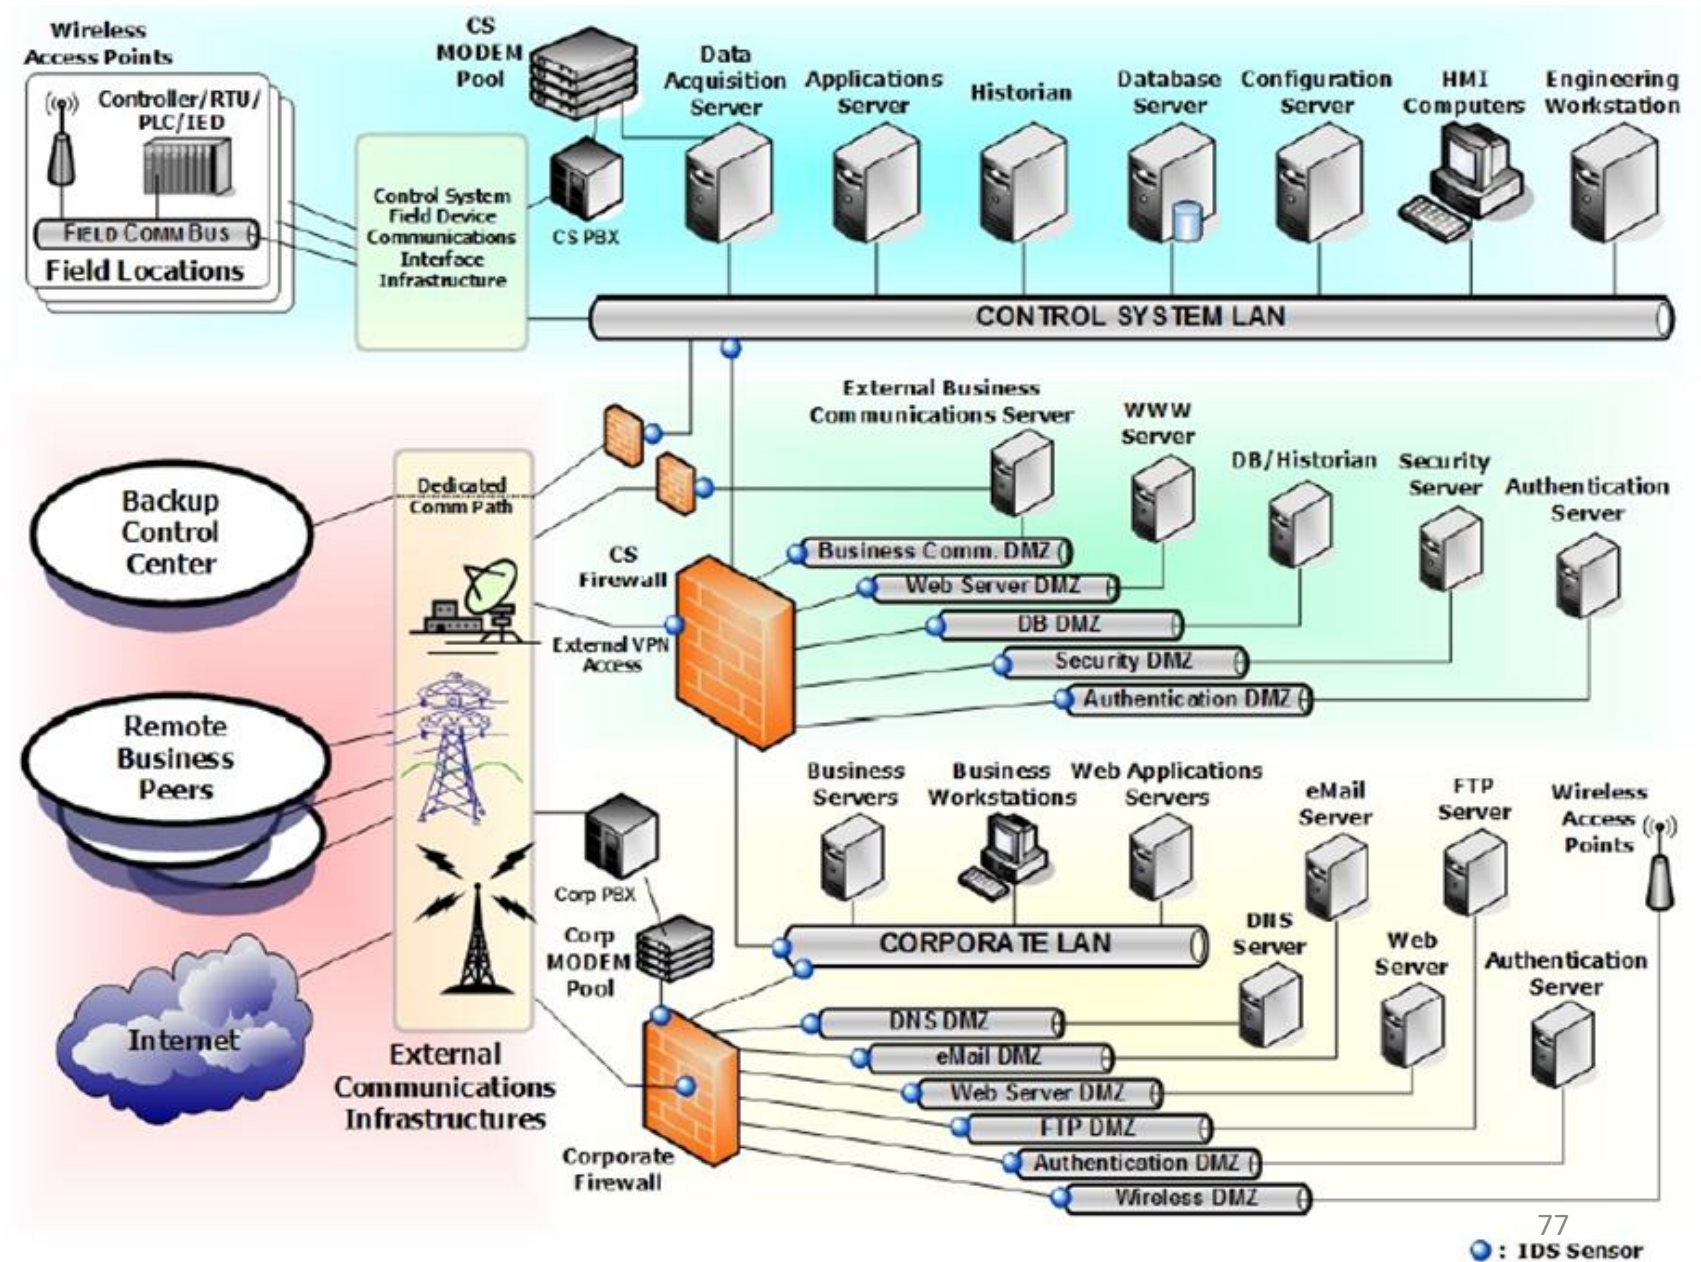 Wireless
Access Points
Controller/RTU/
PLC/IED
FIELD COMM BUS
Field Locations
Control System
Field Device
Communications
Interface
Infrastructure
CS
MODEM
Pool
CS PBX
Data
Acquisition
Server
Applications
Server
Historian
Database
Server
Configuration
Server
HMI
Computers
Engineering
Workstation
CONTROL SYSTEM LAN
External Business
Communications Server
WWW
Server
DB/Historian
Security
Server
Authentication
Server
Backup
Control
Center
Dedicated
Comm Path
CS
Firewall
External VPN
Access
Business Comm. DMZ
Web Server DMZ
DB DMZ
Security DMZ
Authentication DMZ
Remote
Business
Peers
Internet
External
Communications
Infrastructures
Corp PBX
Corp
MODEM
Pool
Corporate
Firewall
Business
Servers
Business
Workstations
Web Applications
Servers
eMail
Server
FTP
Server
Wireless
Access
Points
CORPORATE LAN
DNS
Server
Web
Server
Authentication
Server
DNS DMZ
eMail DMZ
Web Server DMZ
FTP DMZ
Authentication DMZ
Wireless DMZ
77
: IDS Sensor